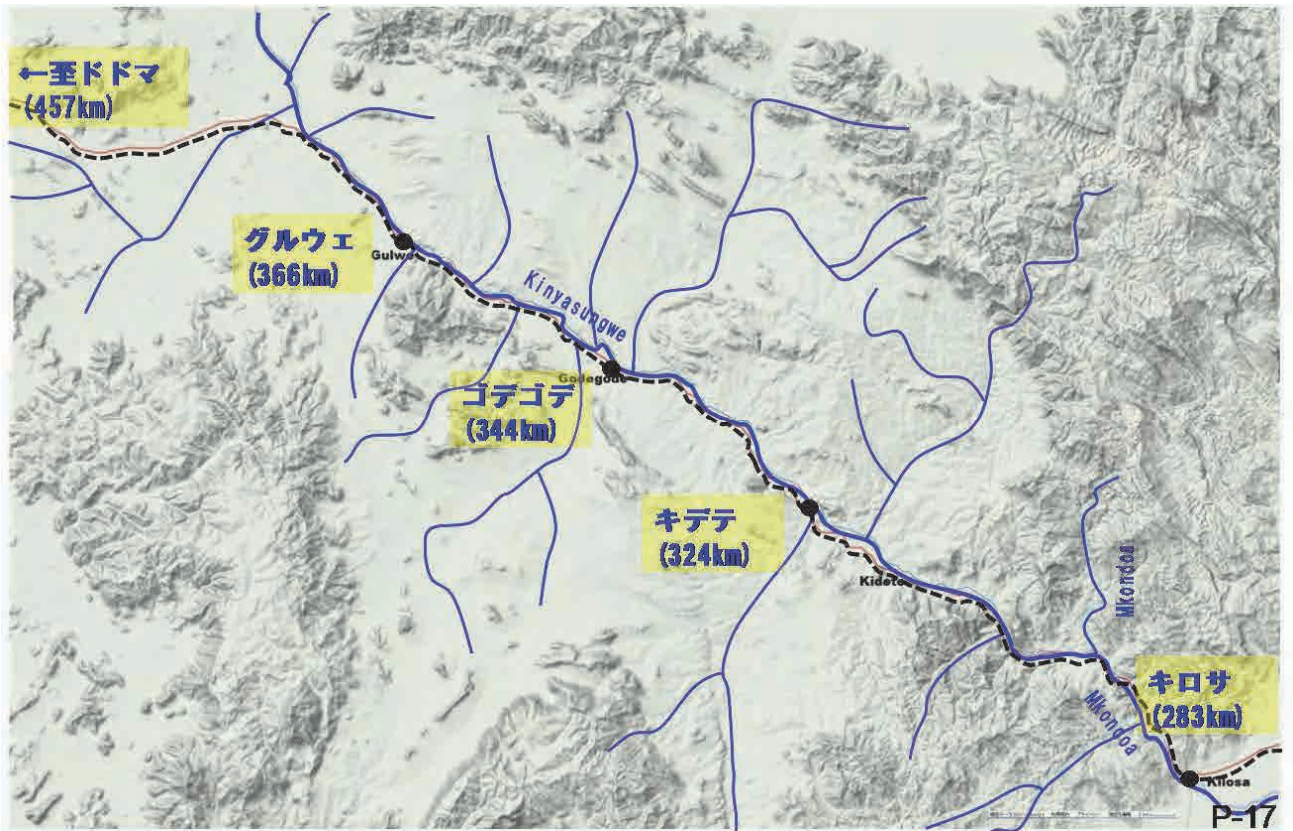 ←至ドドマ
(457km)
グルウェ
(366km)
Gulwe
Kinyasungwe
Godegode
ゴデゴデ
(344km)
キデテ
(324km)
Kidete
Mkondoa
キロサ
(283km)
Mkondoa
Kilosa
P-17